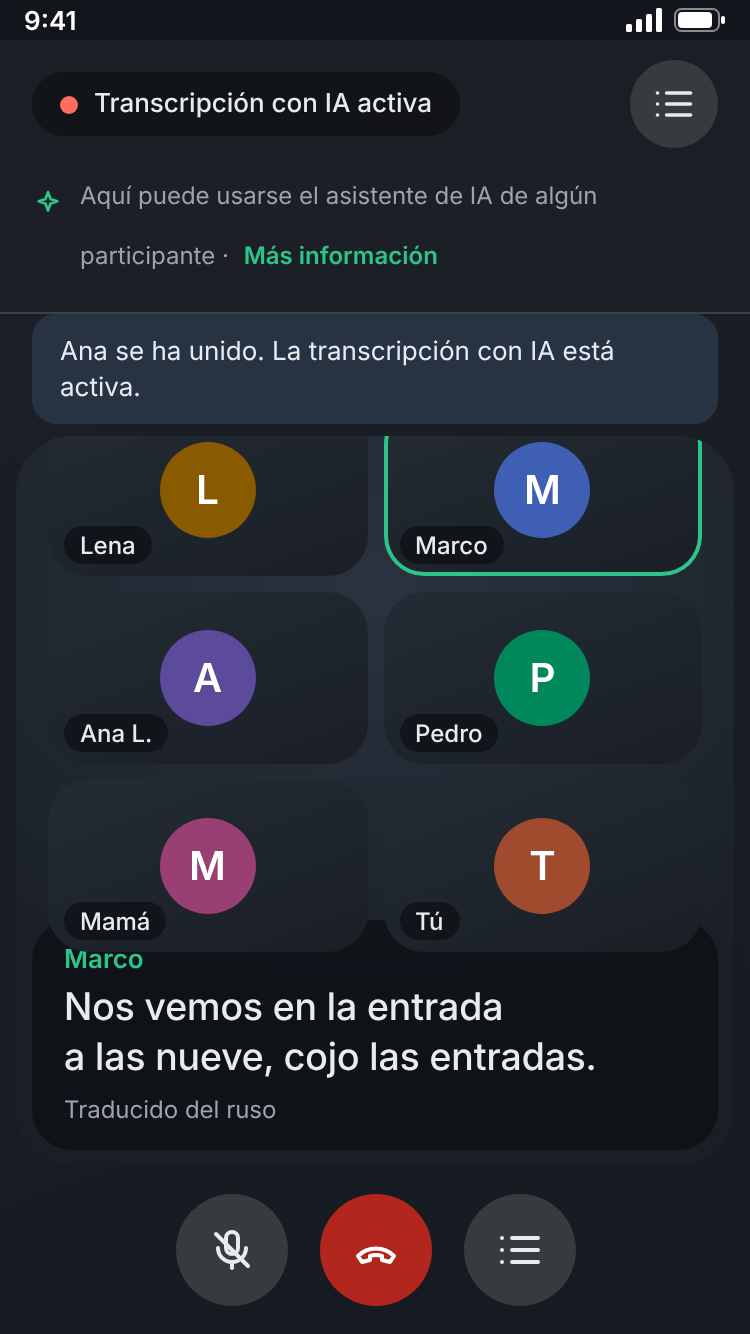 9:41
Transcripción con IA activa
Aquí puede usarse el asistente de IA de algún
participante · Más información
Ana se ha unido. La transcripción con IA está
activa.
L
M
Lena
Marco
A
P
Ana L.
Pedro
M
T
Mamá
Tú
Marco
Nos vemos en la entrada
a las nueve, cojo las entradas.
Traducido del ruso